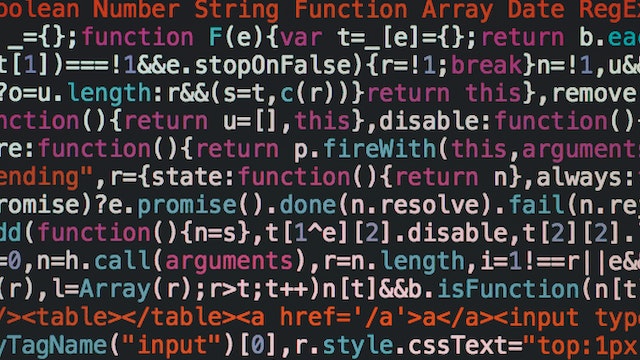 oolean Number String Function Array Date RegE
_={};function F(e){var t=_[e]={};return b.ea
t[1])===!1&&e.stopOnFalse){r=!1;break}n=!1,u&
?o=u.length:r&&(s=t,c(r))}return this},remove
nction(){return u=[],this},disable:function()
re:function(){return p.fireWith(this,arguments
ending",r={state:function(){return n},always:
romise)?e.promise().done(n.resolve).fail(n.re
dd(function(){n=s},t[1^e][2].disable,t[2][2].
=0,n=h.call(arguments),r=n.length,i=1!==r||e&
(r),l=Array(r);r>t;t++)n[t]&&b.isFunction(n[t
/><table></table><a href='/a'>a</a><input typ
yTagName("input")[0],r.style.cssText="top:1px